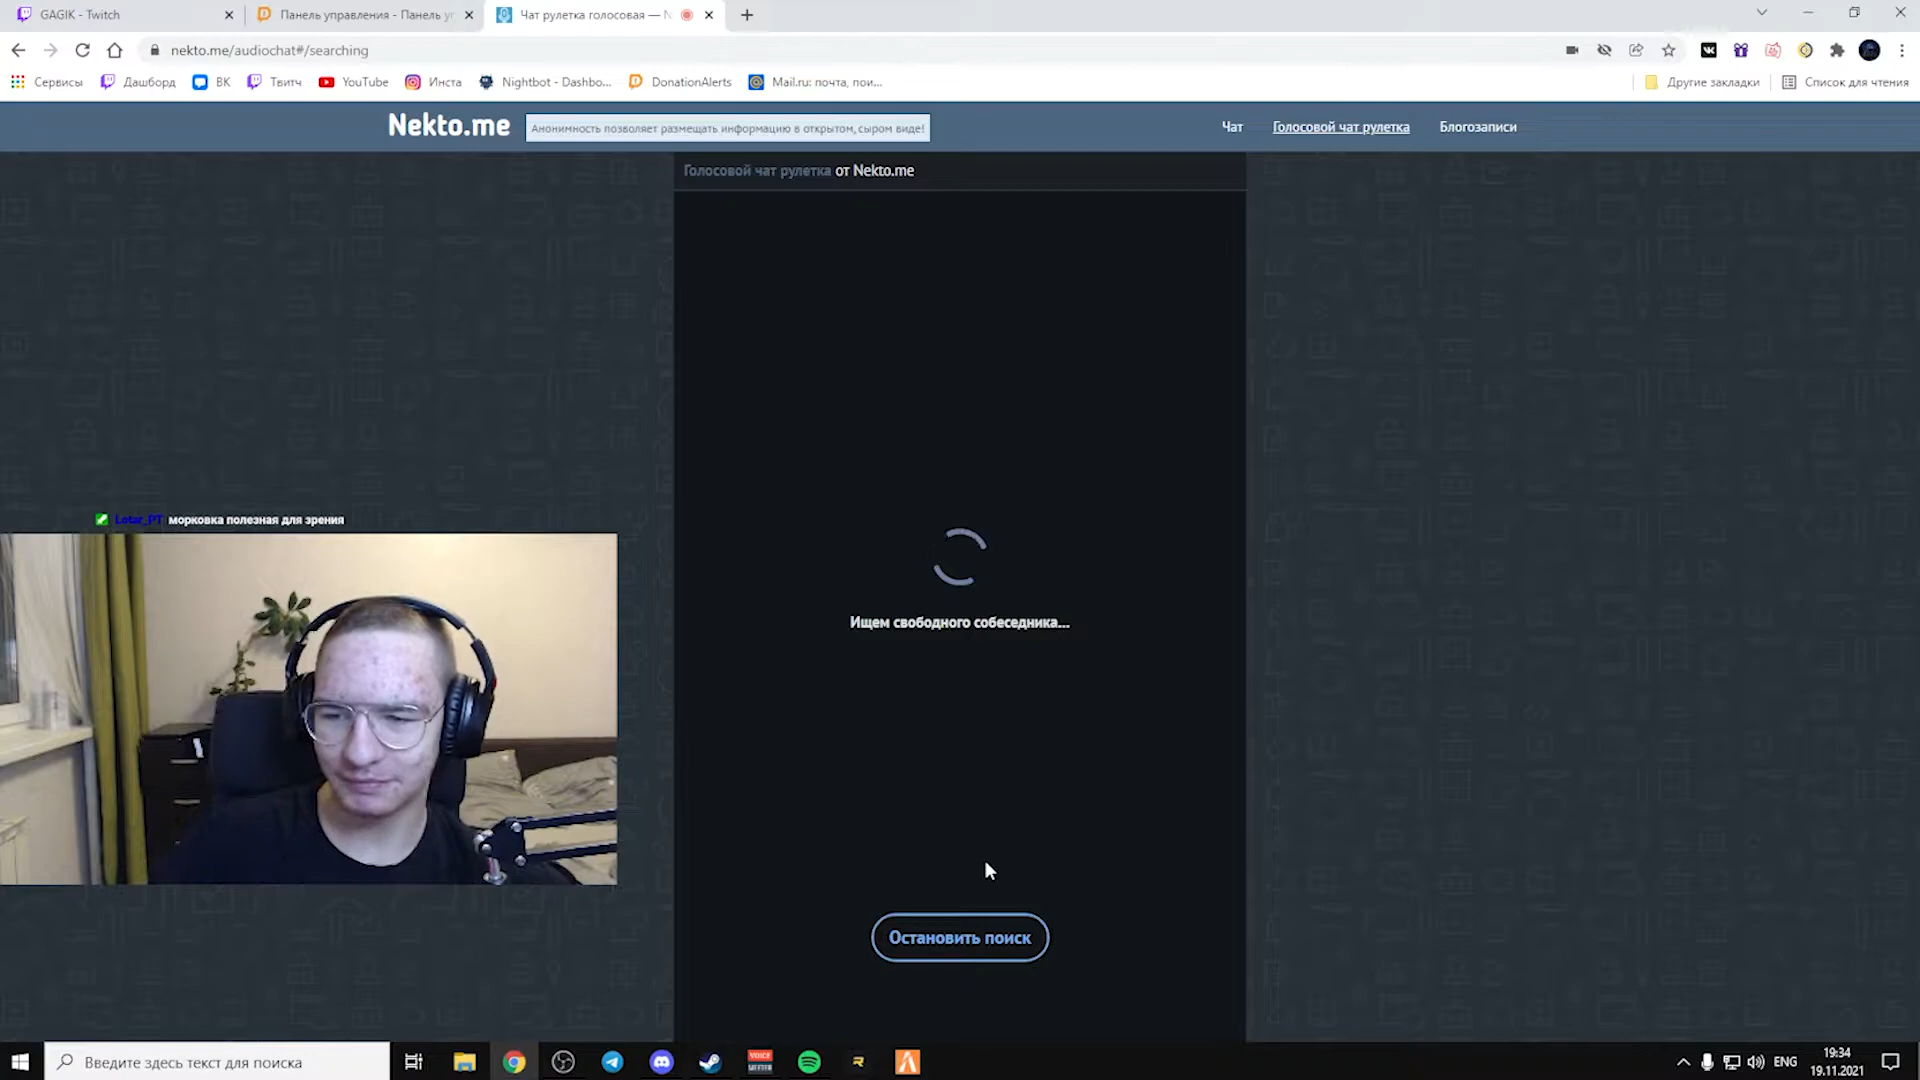 GAGIK - Twitch
Панель управления - Панель уг
Чат рулетка голосовая — N
nekto.me/audiochat#/searching
Сервисы
Дашборд
ВК
Твитч
YouTube
Инста
Nightbot - Dashbo...
DonationAlerts
Mail.ru: почта, пои...
Другие закладки
Список для чтения
Nekto.me
Анонимность позволяет размещать информацию в открытом, сыром виде!
Чат
Голосовой чат рулетка
Блогозаписи
Голосовой чат рулетка от Nekto.me
Lotar_PT морковка полезная для зрения
Ищем свободного собеседника...
Остановить поиск
Введите здесь текст для поиска
VOICE
ENG
19:34
19.11.2021